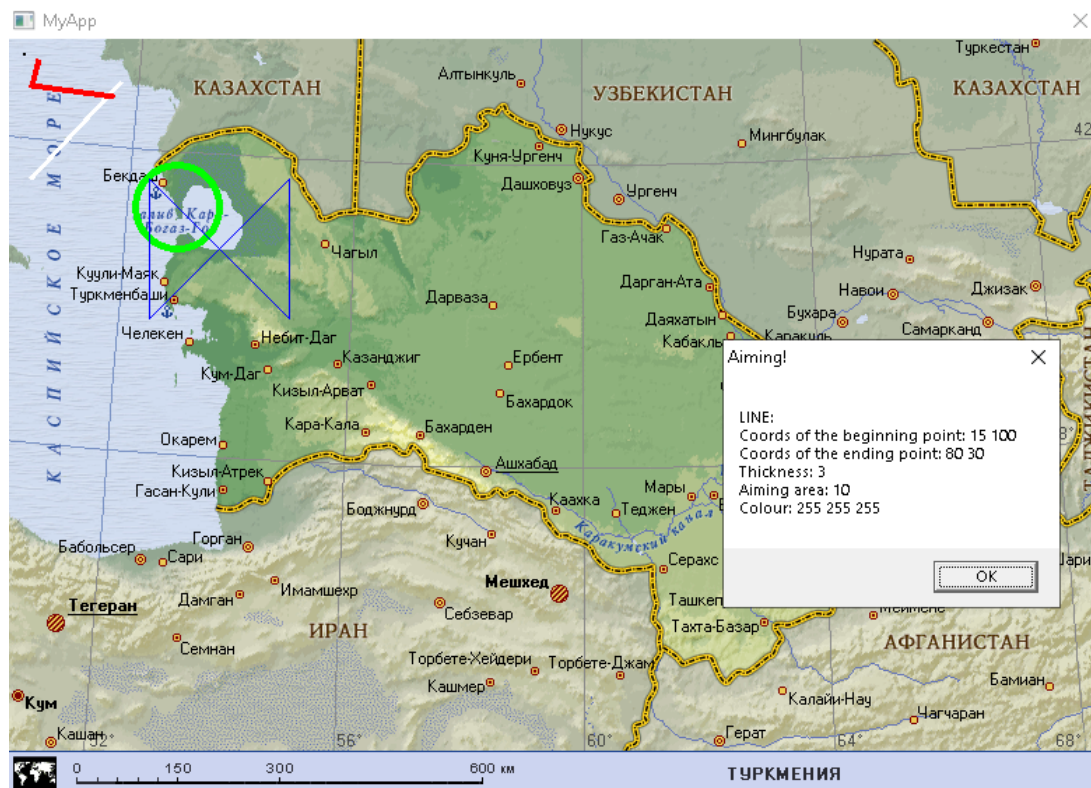 MyApp
Туркестан
Алтынкуль
КАЗАХСТАН
УЗБЕКИСТАН
КАЗАХСТАН
Нукус
Мингбулак
42
Куня-Ургенч
Бекдаш
Дашховуз
Ургенч
Газ-Ачак
Чагыл
Нурата
Куули-Маяк
Туркменбаши
Дарваза
Дарган-Ата
Навои
Джизак
Даяхатын
Бухара
Самарканд
Челекен
Небит-Даг
Каракуль
Кабаклы
КАСПИЙСКОЕ МОРЕ
Казанджиг
Ербент
Кум-Даг
Кизыл-Арват
Бахардок
Кара-Кала
Бахарден
Окарем
Ашхабад
Кизыл-Атрек
Гасан-Кули
Aiming!
LINE:
Coords of the beginning point: 15 100
Coords of the ending point: 80 30
Thickness: 3
Aiming area: 10
Colour: 255 255 255
OK
Мары
Каахка
Теджен
Боджнурд
Каракумский канал
Кучан
Горган
Бабольсер
Сари
Серахс
Имамшехр
Мешхед
Дамган
Себзевар
Тегеран
Тахта-Базар
Семнан
ИРАН
АФГАНИСТАН
Торбете-Хейдери
Торбете-Джам
Кашмер
Бамиан
Калайи-Нау
Кум
Чагчаран
Герат
Кашан
52°
56°
60°
64°
68°
0 150 300 600 км
ТУРКМЕНИЯ